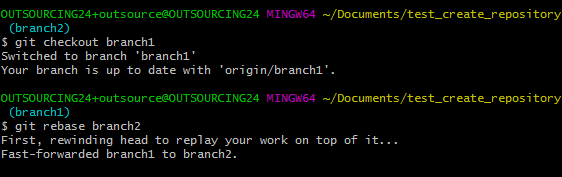 OUTSOURCING24+outsource@OUTSOURCING24 MINGW64 ~/Documents/test_create_repository
(branch2)
$ git checkout branch1
Switched to branch 'branch1'
Your branch is up to date with 'origin/branch1'.
OUTSOURCING24+outsource@OUTSOURCING24 MINGW64 ~/Documents/test_create_repository
(branch1)
$ git rebase branch2
First, rewinding head to replay your work on top of it...
Fast-forwarded branch1 to branch2.